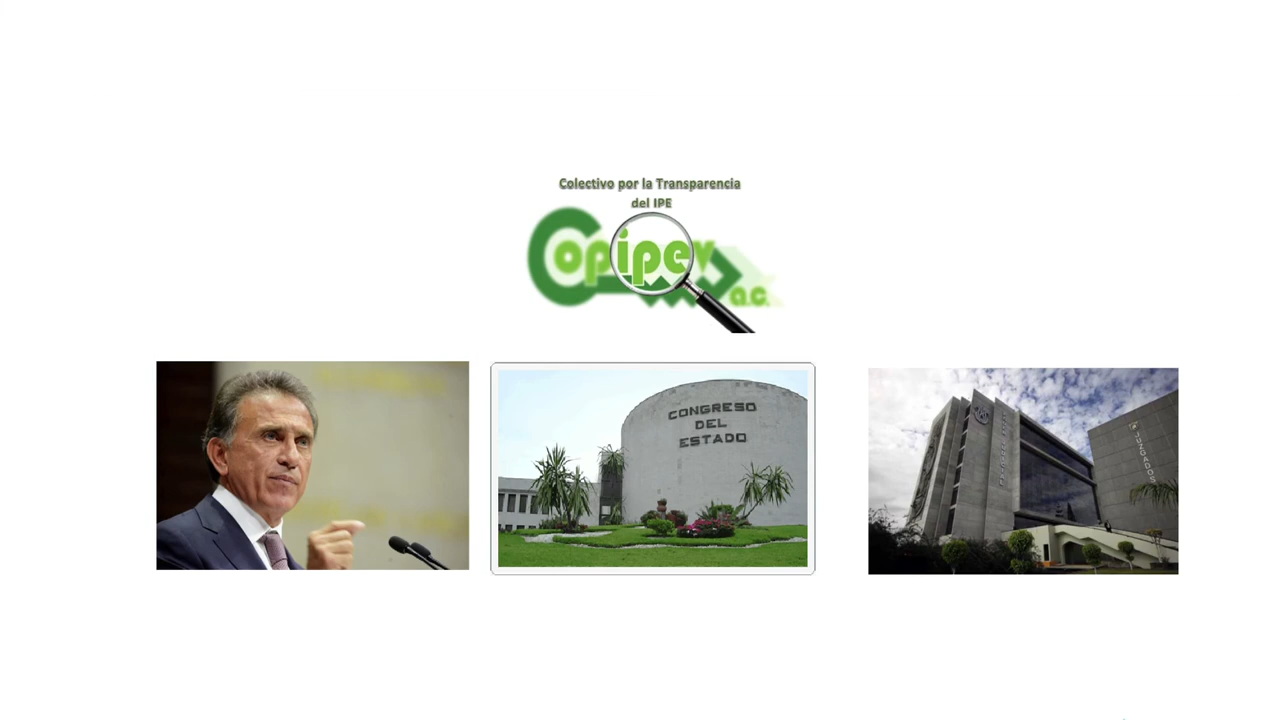 Colectivo por la Transparencia
del IPE
Copipev
a.c.
CONGRESO
DEL
ESTADO
JUZGADOS